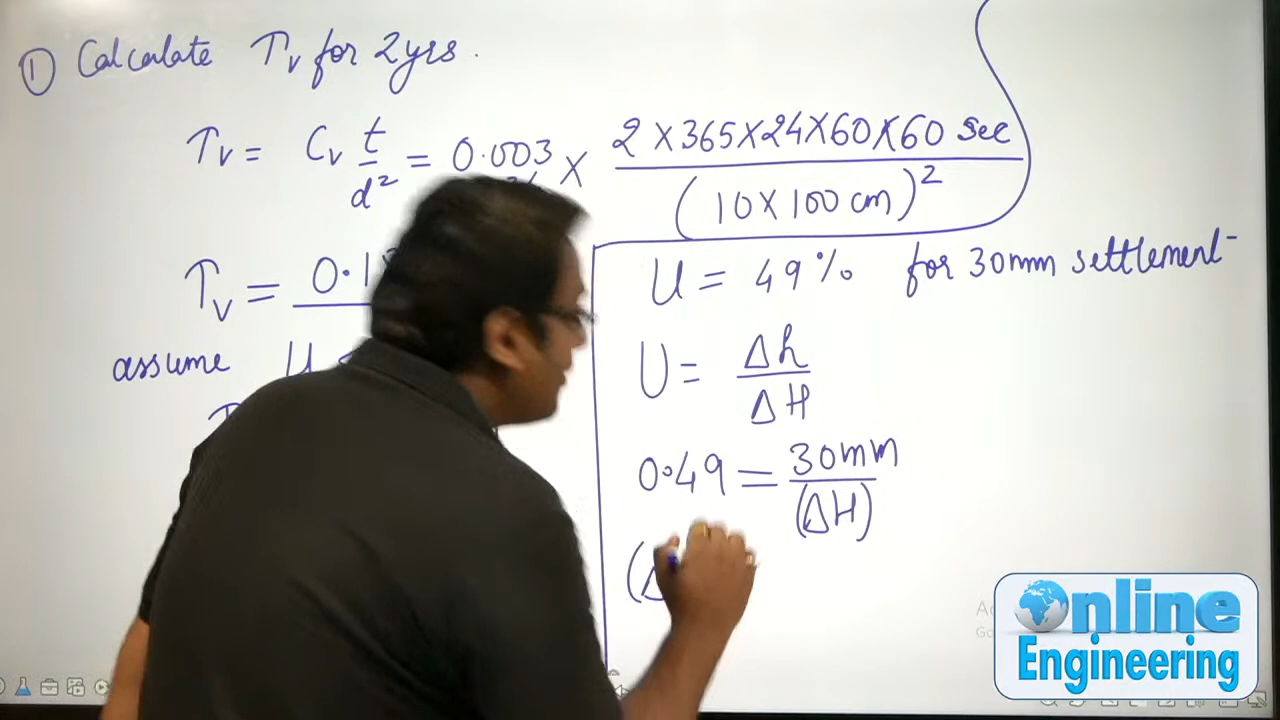 ① Calculate Tv for 2yrs.
Tv = Cv t/d² = 0.003 × 2 X 365 X 24 X 60 X 60 sec / (10 X 100 cm)²
Tv = 0.1
assume U
U = 49% for 30mm settlement
U = Δh/ΔH
0.49 = 30mm/(ΔH)
Online
Engineering